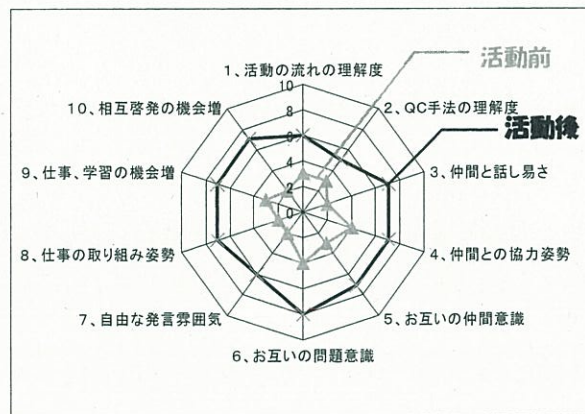 活動前
1、活動の流れの理解度
10
10、相互啓発の機会増
2、QC手法の理解度
8
活動後
6
9、仕事、学習の機会増
3、仲間と話し易さ
4
2
0
8、仕事の取り組み姿勢
4、仲間との協力姿勢
7、自由な発言雰囲気
5、お互いの仲間意識
6、お互いの問題意識